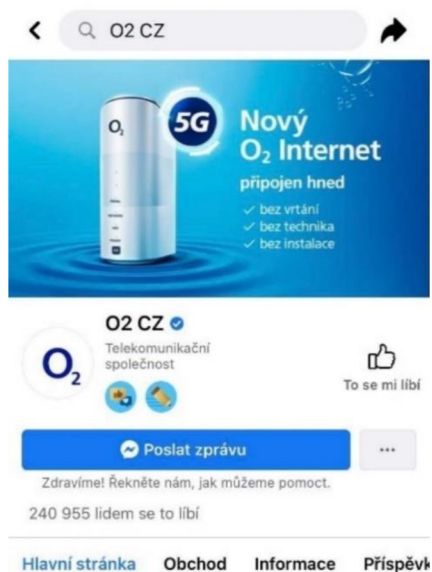 O2 CZ
O2
5G
Nový
O2 Internet
připojen hned
✓ bez vrtání
✓ bez technika
✓ bez instalace
O2 CZ
Telekomunikační
společnost
O2
To se mi líbí
Poslat zprávu
Zdravíme! Řekněte nám, jak můžeme pomoct.
240 955 lidem se to líbí
Hlavní stránka Obchod Informace Příspěvk